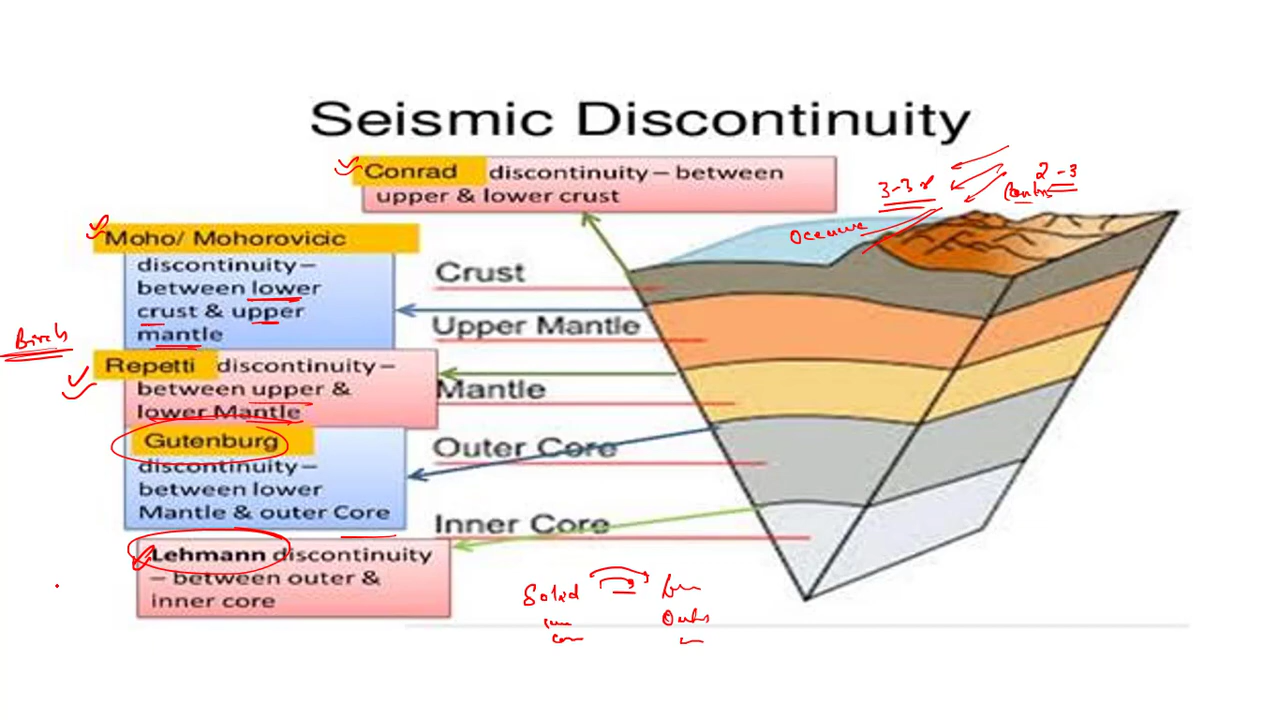 Seismic Discontinuity
Conrad discontinuity – between
upper & lower crust
Moho/ Mohorovicic
discontinuity –
between lower
crust & upper
mantle
Repetti discontinuity –
between upper &
lower Mantle
Gutenburg
discontinuity –
between lower
Mantle & outer Core
Lehmann discontinuity
– between outer &
inner core
Crust
Upper Mantle
Mantle
Outer Core
Inner Core
2 - 3
3-3
Solid